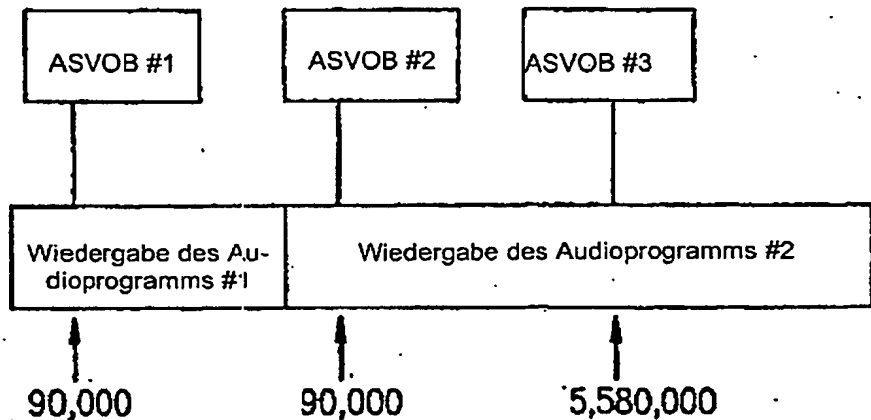 ASVOB #1
ASVOB #2
ASVOB #3
Wiedergabe des Au-
dioprogramms #1
Wiedergabe des Audioprogramms #2
90,000
90,000
5,580,000